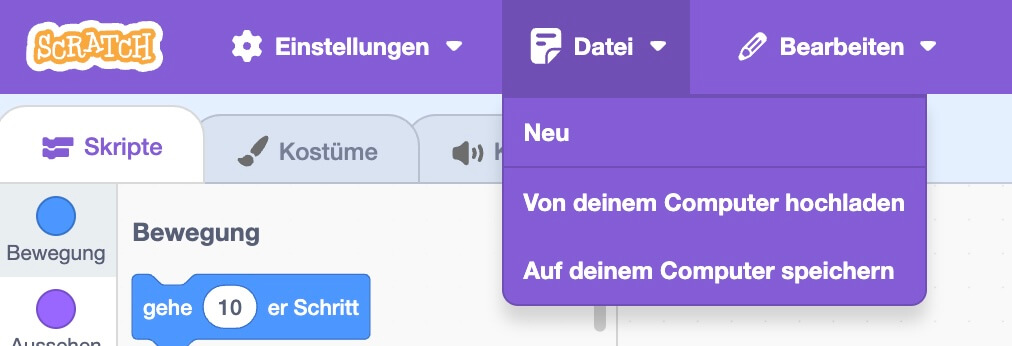 SCRATCH
Einstellungen
Datei
Bearbeiten
Neu
Von deinem Computer hochladen
Auf deinem Computer speichern
Skripte
Kostüme
Bewegung
Bewegung
gehe 10 er Schritt
Aussehen